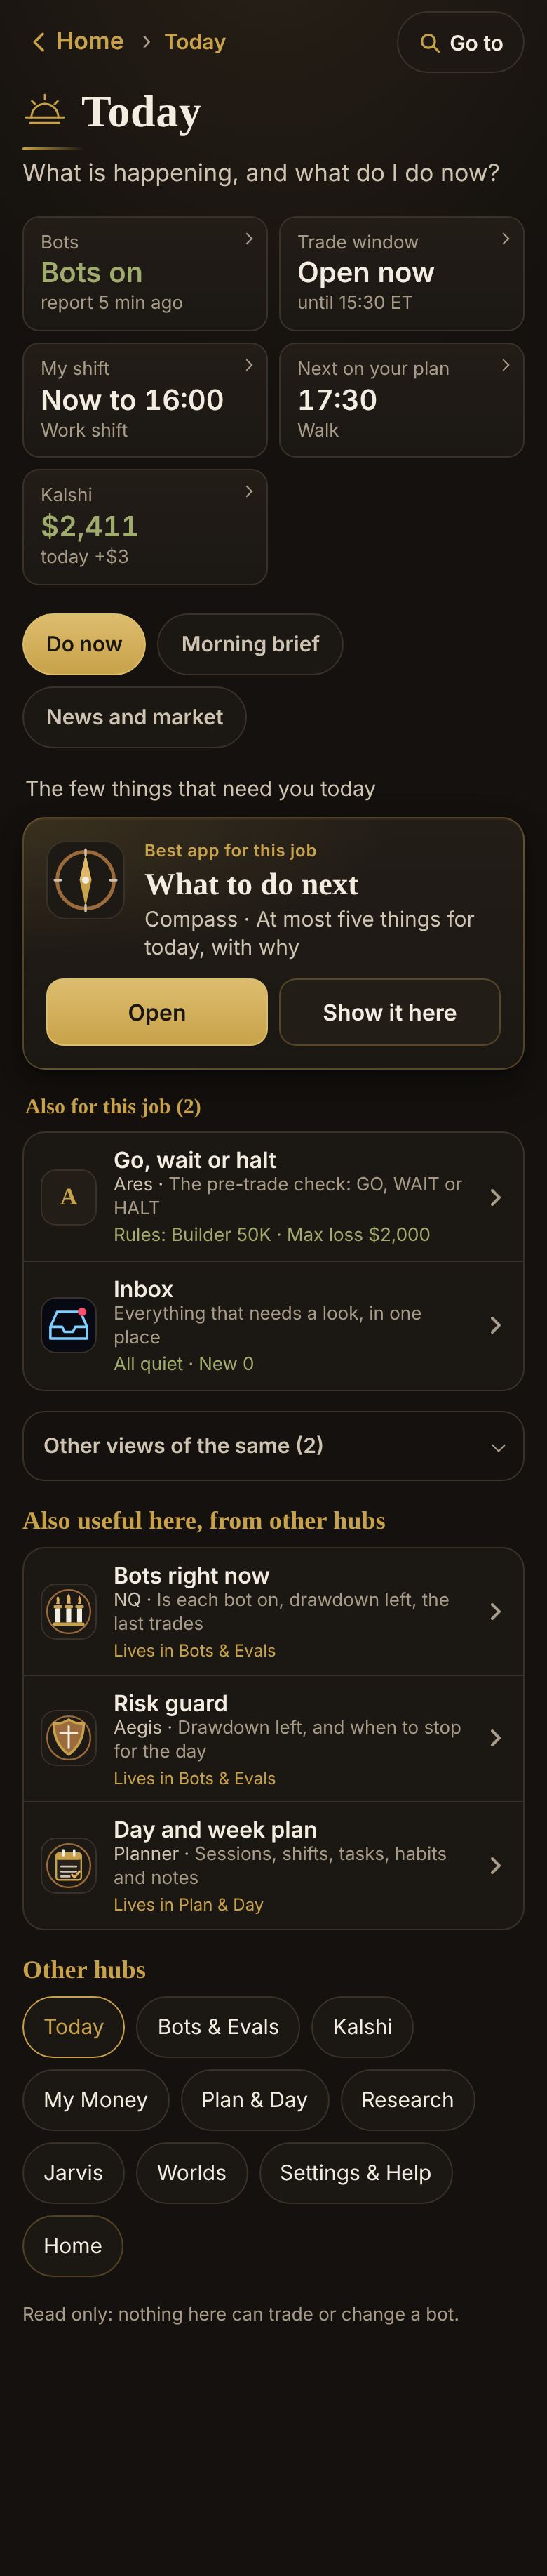 Home › Today
Go to
Today
What is happening, and what do I do now?
Bots
Bots on
report 5 min ago
Trade window
Open now
until 15:30 ET
My shift
Now to 16:00
Work shift
Next on your plan
17:30
Walk
Kalshi
$2,411
today +$3
Do now
Morning brief
News and market
The few things that need you today
Best app for this job
What to do next
Compass · At most five things for
today, with why
Open
Show it here
Also for this job (2)
A
Go, wait or halt
Ares · The pre-trade check: GO, WAIT or
HALT
Rules: Builder 50K · Max loss $2,000
Inbox
Everything that needs a look, in one
place
All quiet · New 0
Other views of the same (2)
Also useful here, from other hubs
Bots right now
NQ · Is each bot on, drawdown left, the
last trades
Lives in Bots & Evals
Risk guard
Aegis · Drawdown left, and when to stop
for the day
Lives in Bots & Evals
Day and week plan
Planner · Sessions, shifts, tasks, habits
and notes
Lives in Plan & Day
Other hubs
Today
Bots & Evals
Kalshi
My Money
Plan & Day
Research
Jarvis
Worlds
Settings & Help
Home
Read only: nothing here can trade or change a bot.